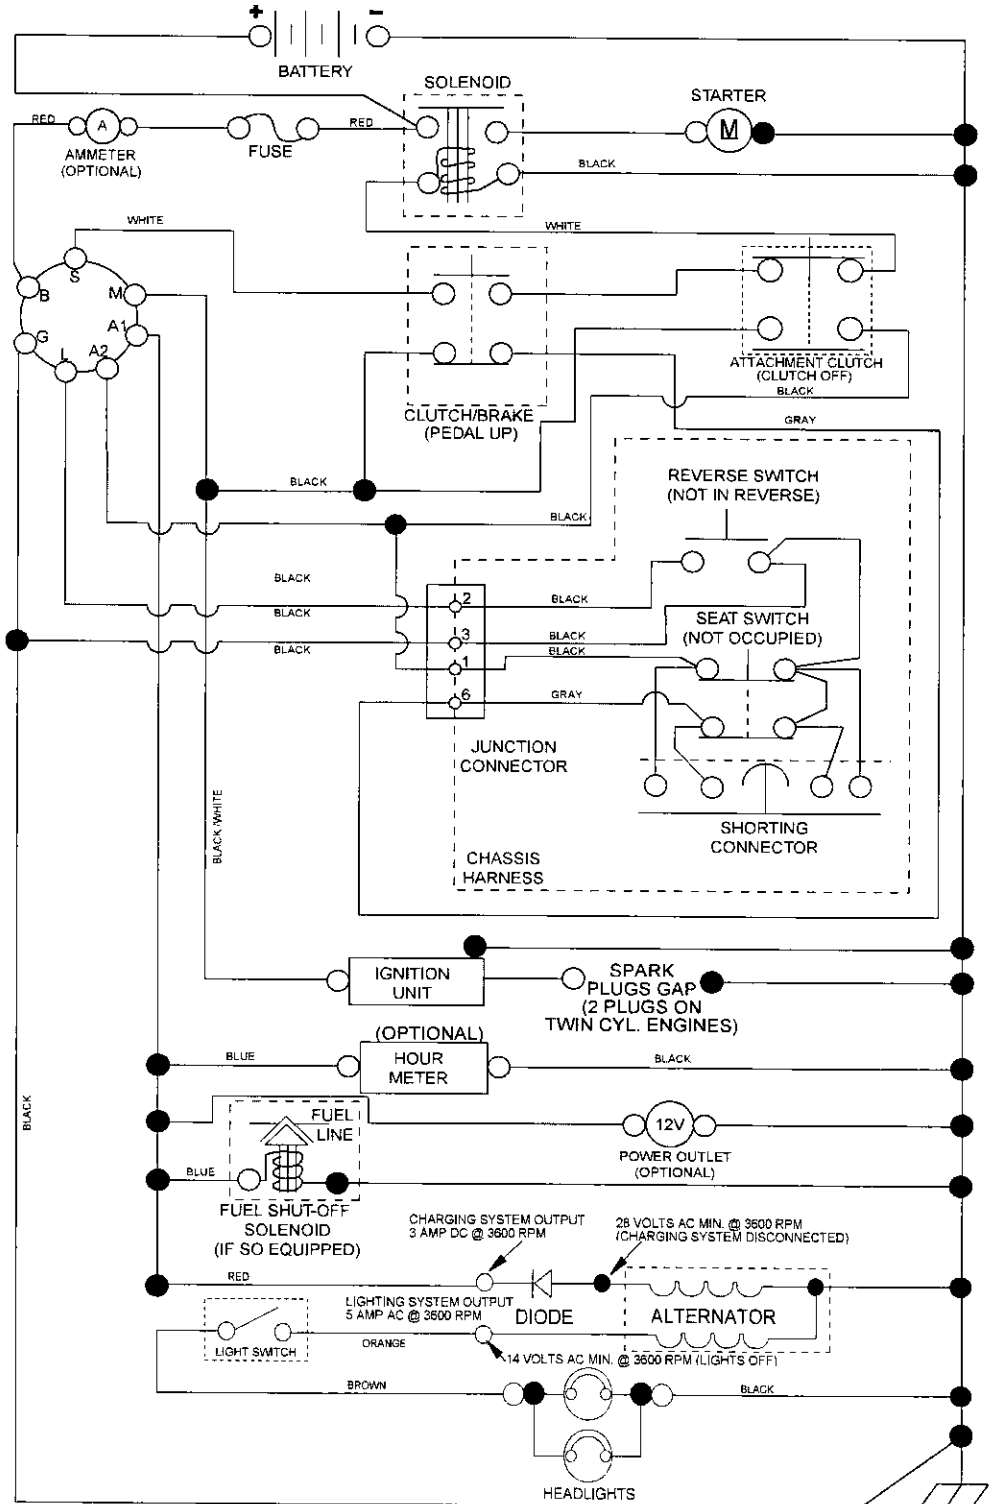 + -
BATTERY
SOLENOID
STARTER
RED
A
RED
M
AMMETER
(OPTIONAL)
FUSE
BLACK
WHITE
WHITE
S
B
M
G
A1
L
A2
ATTACHMENT CLUTCH
(CLUTCH OFF)
BLACK
CLUTCH/BRAKE
(PEDAL UP)
GRAY
REVERSE SWITCH
(NOT IN REVERSE)
BLACK
BLACK
BLACK
2
BLACK
BLACK
SEAT SWITCH
(NOT OCCUPIED)
3
BLACK
BLACK
1
BLACK
6
GRAY
JUNCTION
CONNECTOR
BLACK/WHITE
SHORTING
CONNECTOR
CHASSIS
HARNESS
IGNITION
UNIT
SPARK
PLUGS GAP
(2 PLUGS ON
TWIN CYL. ENGINES)
(OPTIONAL)
BLUE
HOUR
METER
BLACK
BLACK
FUEL
LINE
12V
POWER OUTLET
(OPTIONAL)
BLUE
FUEL SHUT-OFF
SOLENOID
(IF SO EQUIPPED)
CHARGING SYSTEM OUTPUT
3 AMP DC @ 3600 RPM
28 VOLTS AC MIN. @ 3600 RPM
(CHARGING SYSTEM DISCONNECTED)
RED
LIGHTING SYSTEM OUTPUT
5 AMP AC @ 3600 RPM
DIODE
ALTERNATOR
LIGHT SWITCH
ORANGE
14 VOLTS AC MIN. @ 3600 RPM (LIGHTS OFF)
BROWN
BLACK
HEADLIGHTS